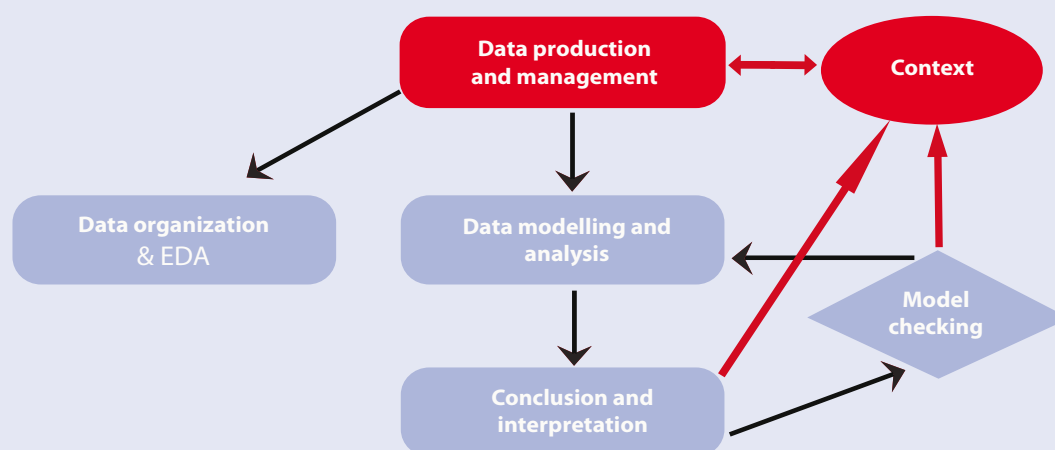 Data production
and management
Context
Data organization
& EDA
Data modelling and
analysis
Model
checking
Conclusion and
interpretation